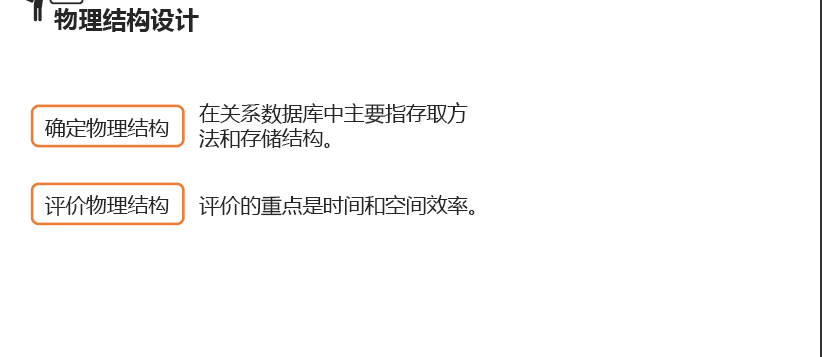 物理结构设计
确定物理结构
在关系数据库中主要指存取方
法和存储结构。
评价物理结构
评价的重点是时间和空间效率。